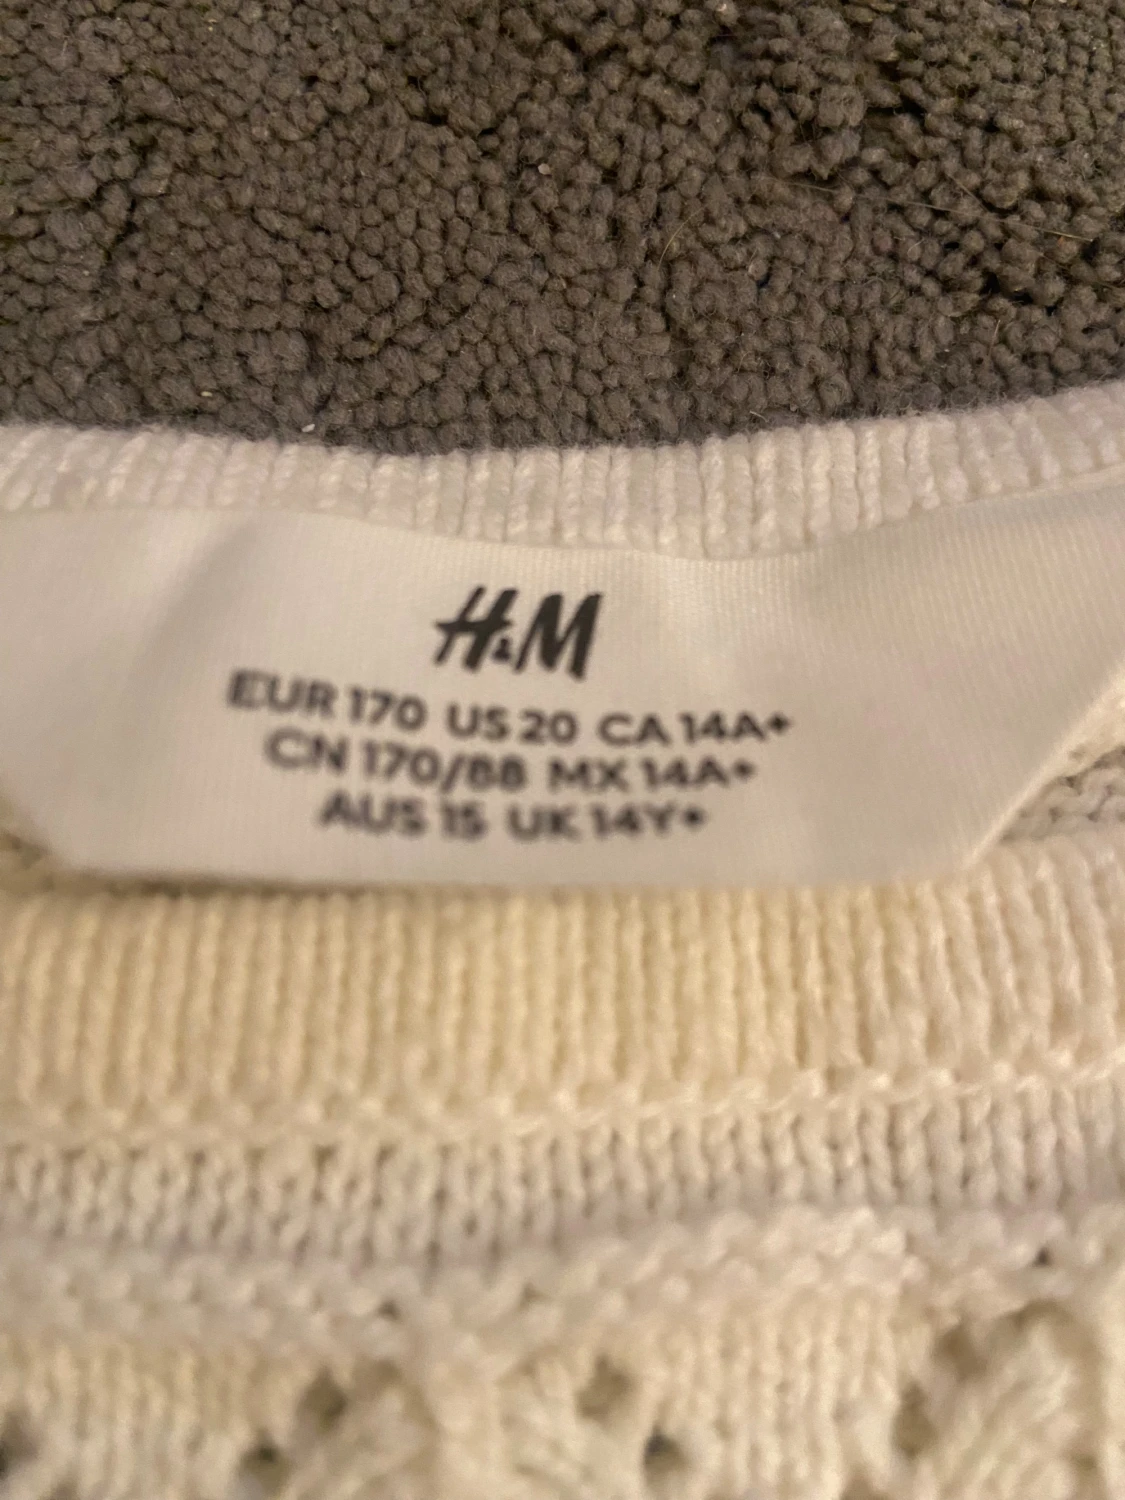 H&M
EUR 170 US 20 CA 14A+
CN 170/88 MX 14A+
AUS 15 UK 14Y+